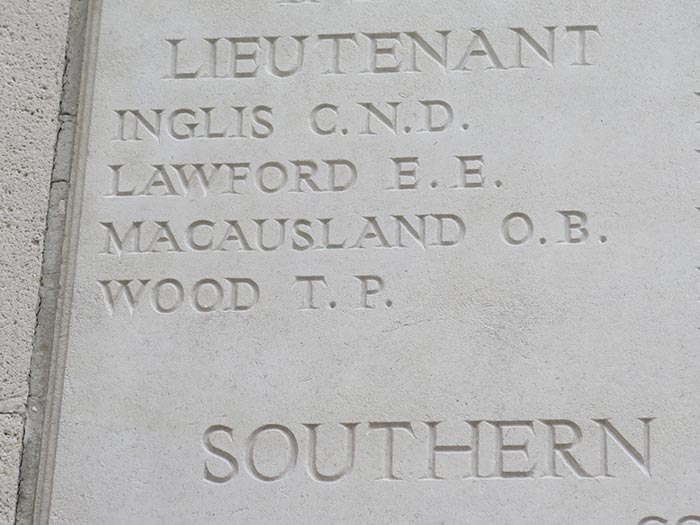 LIEUTENANT
INGLIS C.N.D.
LAWFORD E.E.
MACAUSLAND O.B.
WOOD T.P.
SOUTHERN